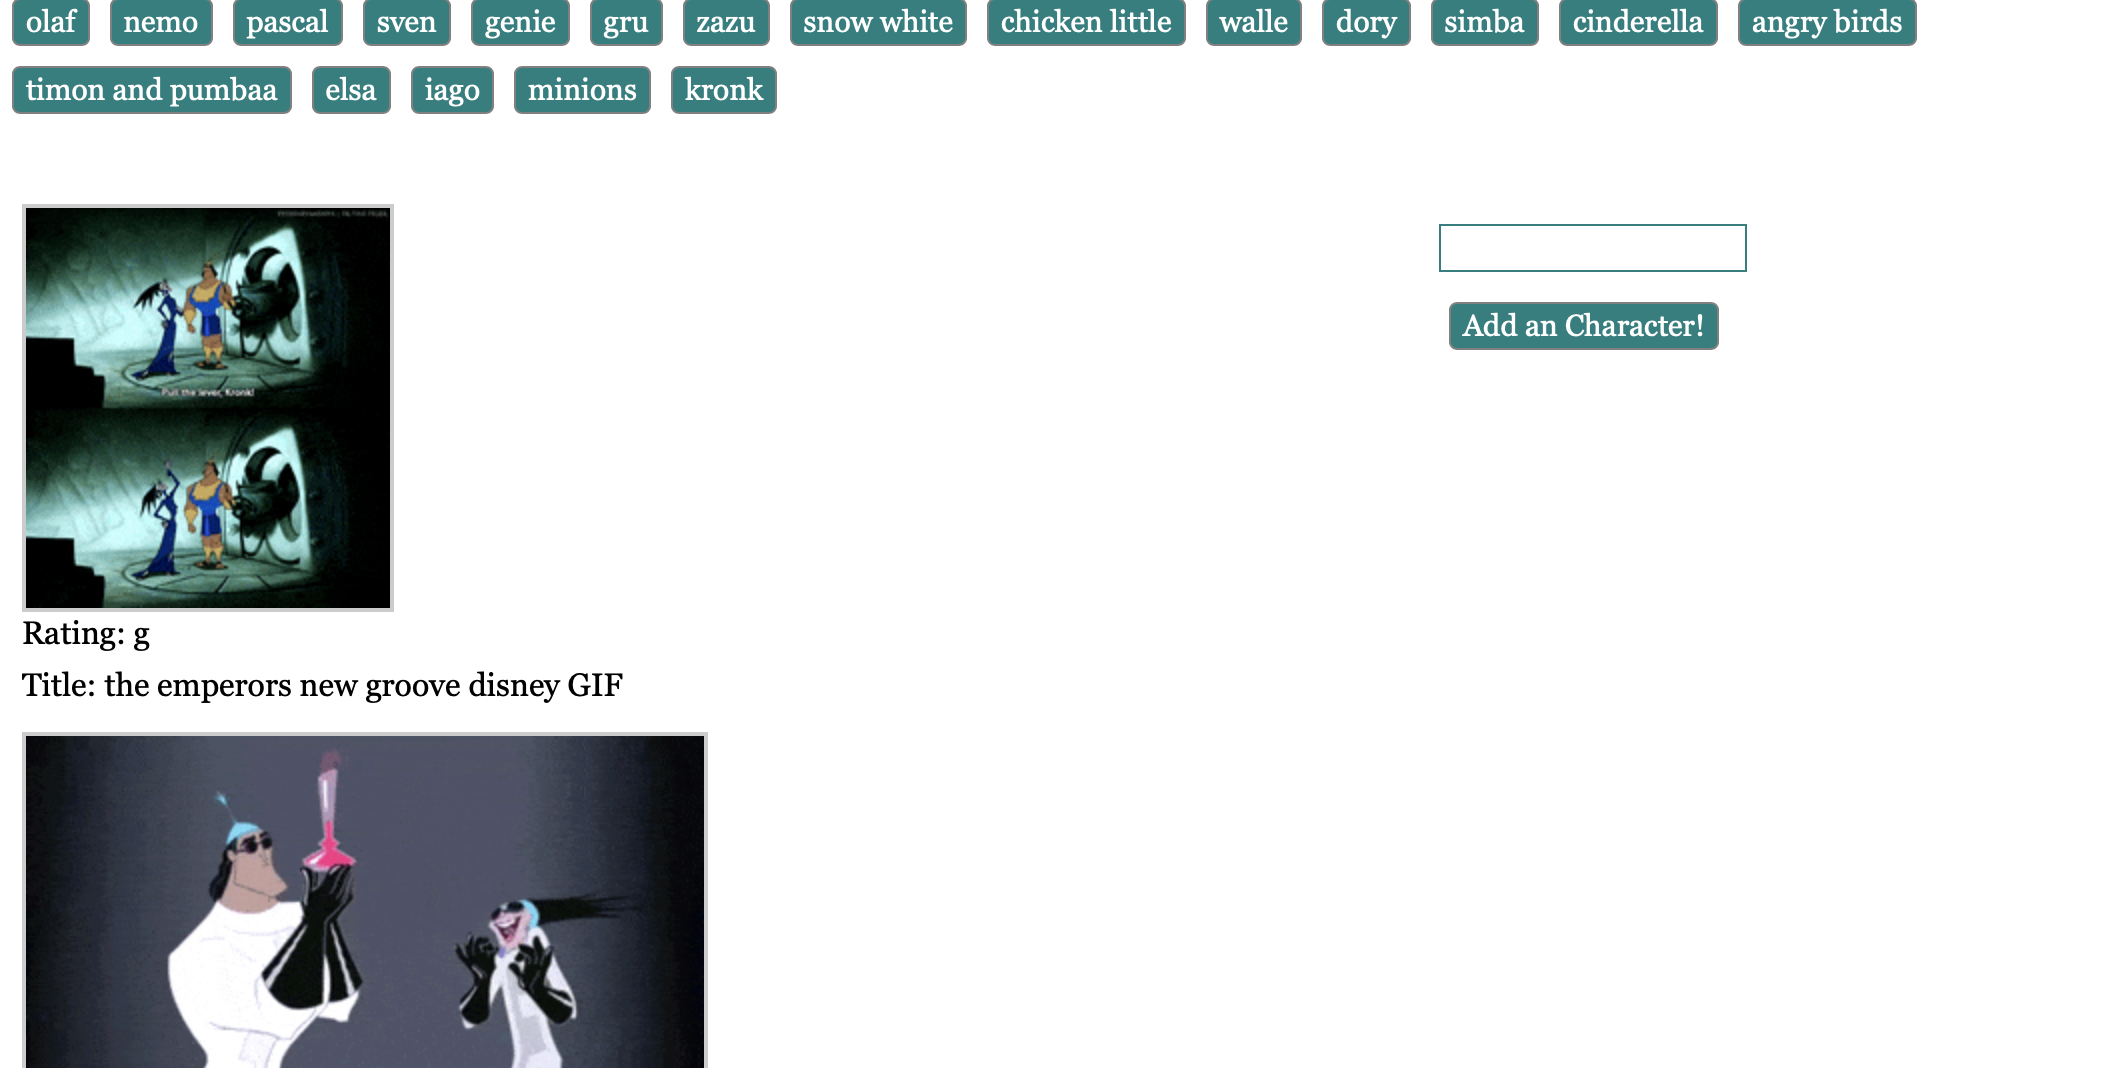 olaf nemo pascal sven genie gru zazu snow white chicken little walle dory simba cinderella angry birds
timon and pumbaa elsa iago minions kronk
Add an Character!
Pull the lever, Kronk!
Rating: g
Title: the emperors new groove disney GIF